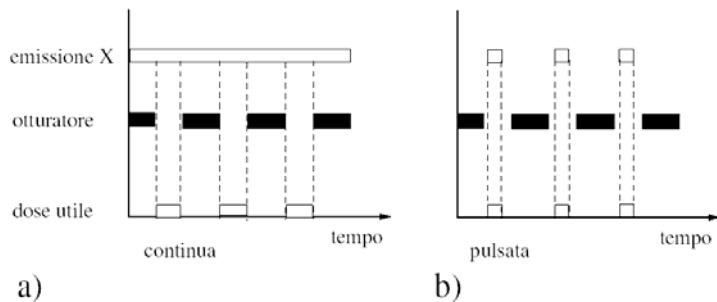 emissione X
otturatore
dose utile
tempo
continua
a)
tempo
pulsata
b)